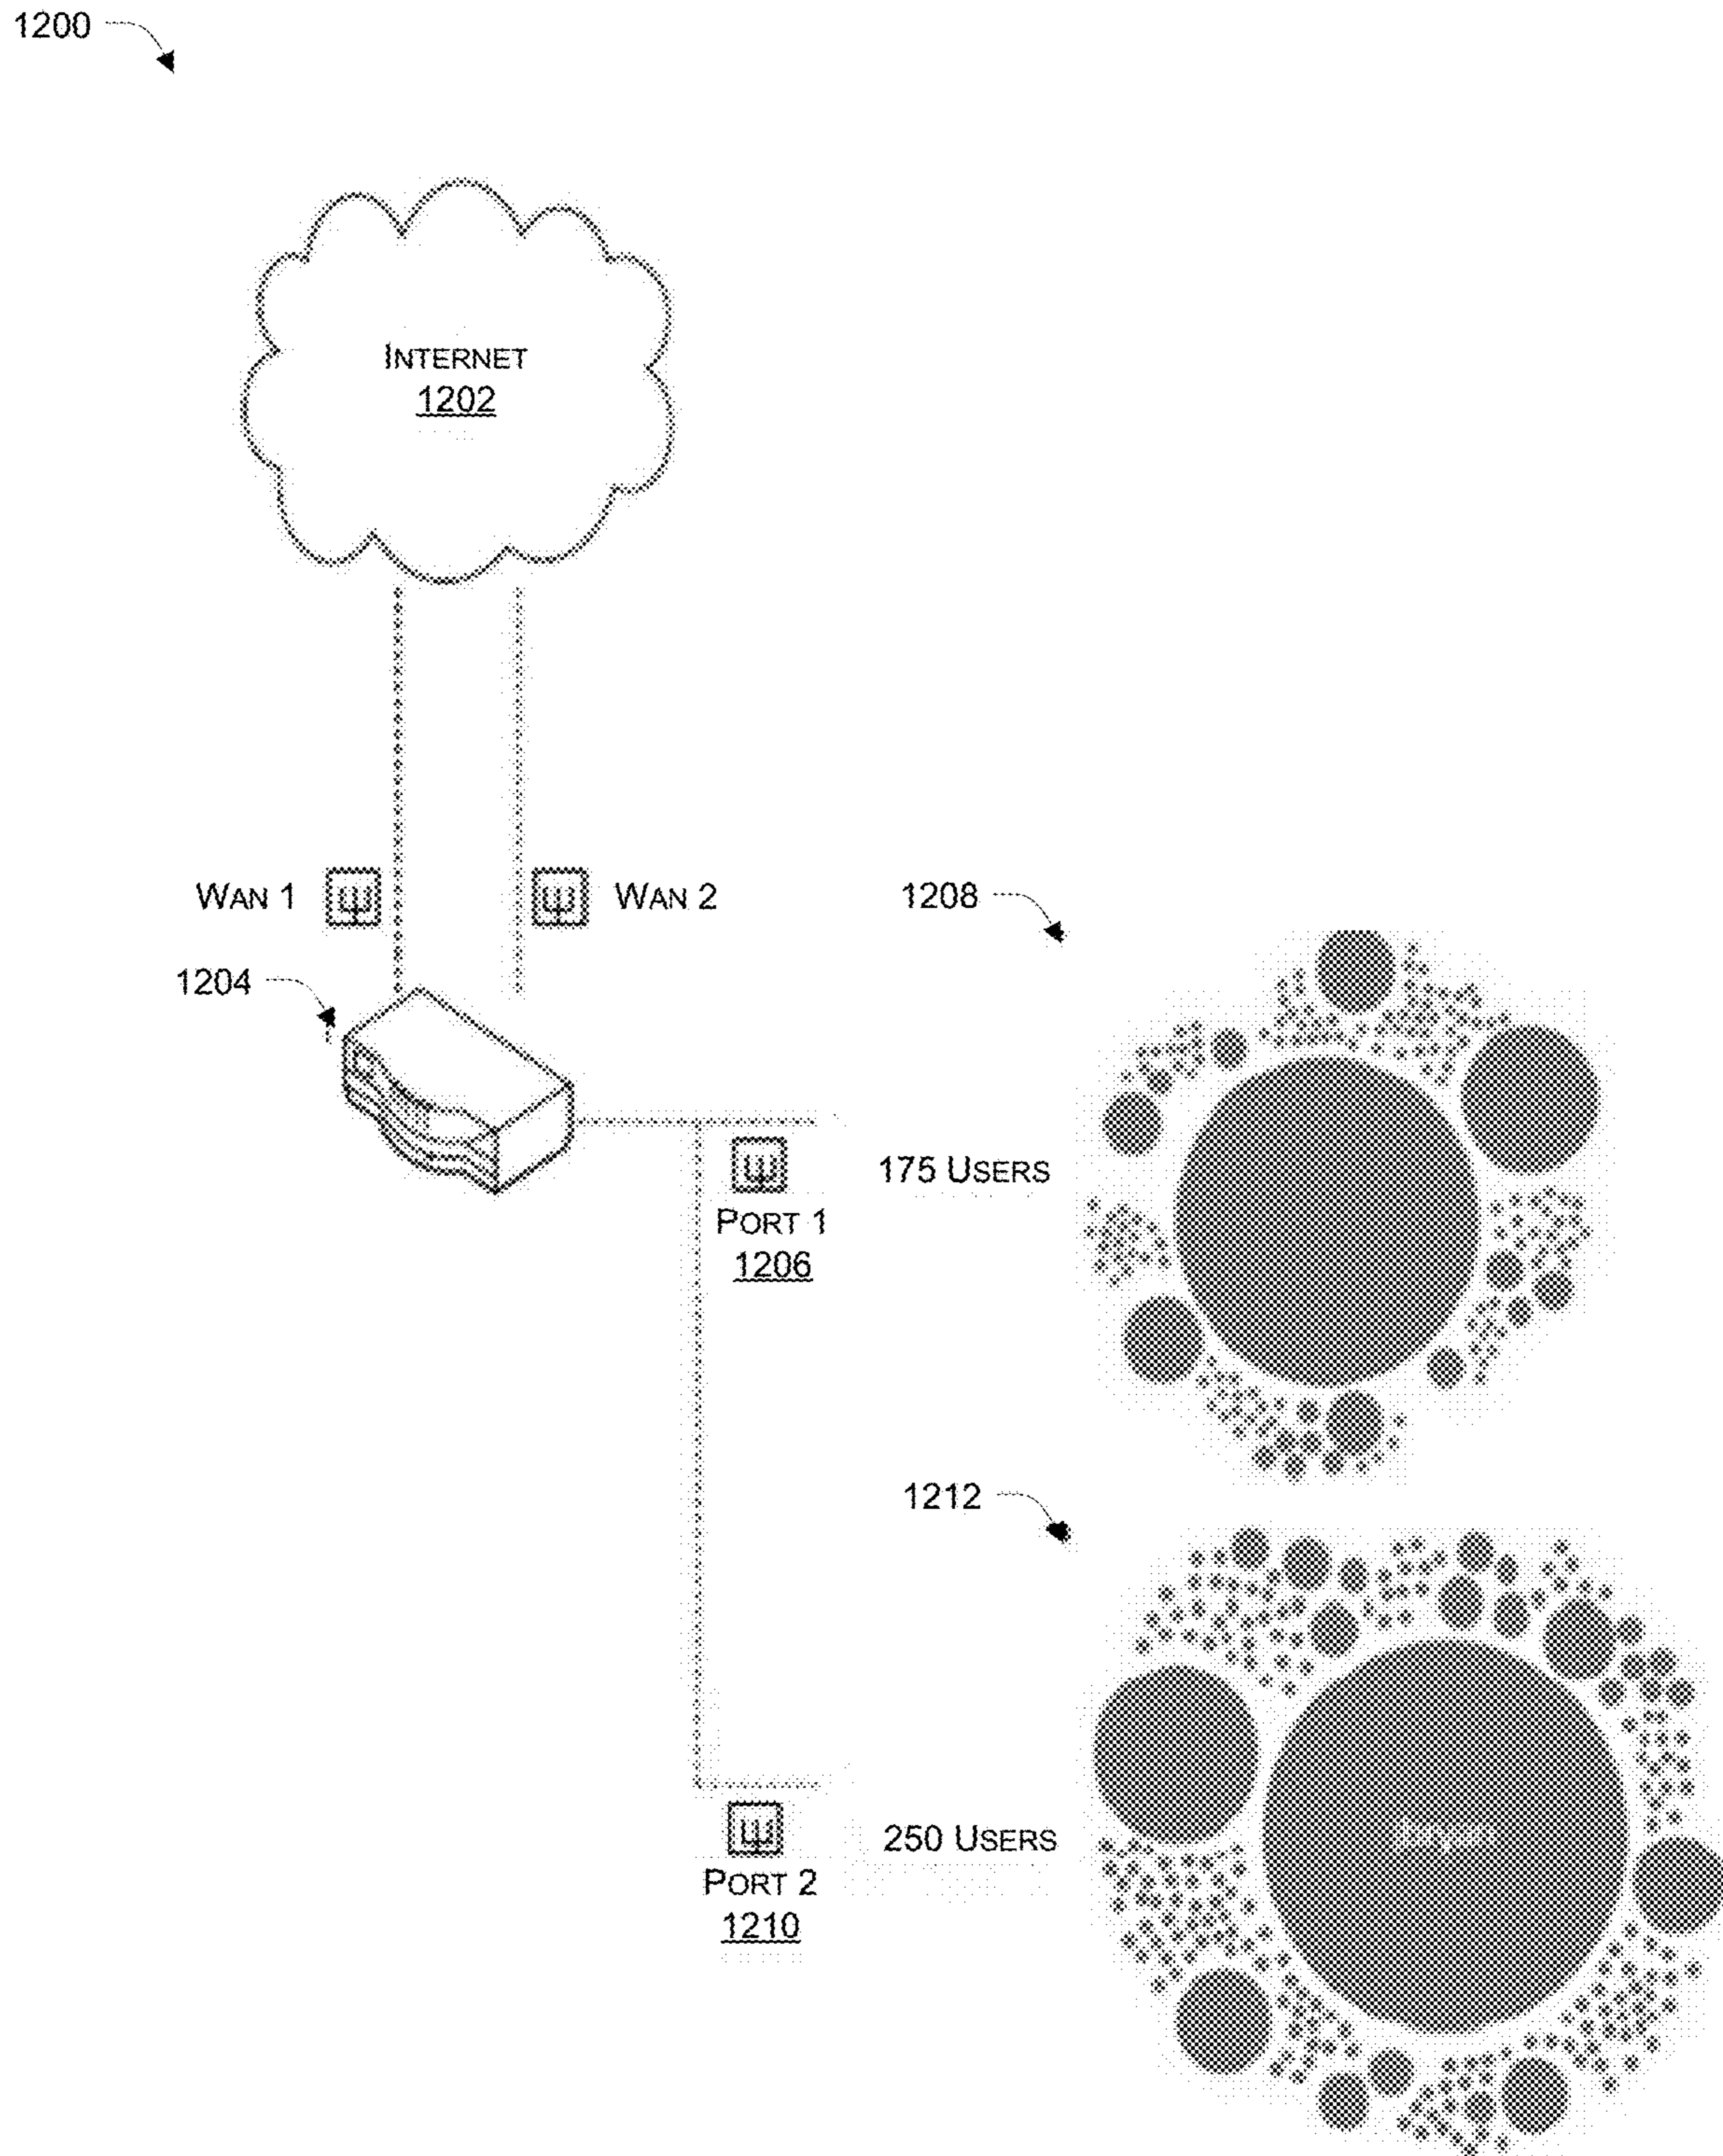 1200
INTERNET
1202
WAN 1
WAN 2
1204
1208
175 USERS
PORT 1
1206
1212
250 USERS
PORT 2
1210